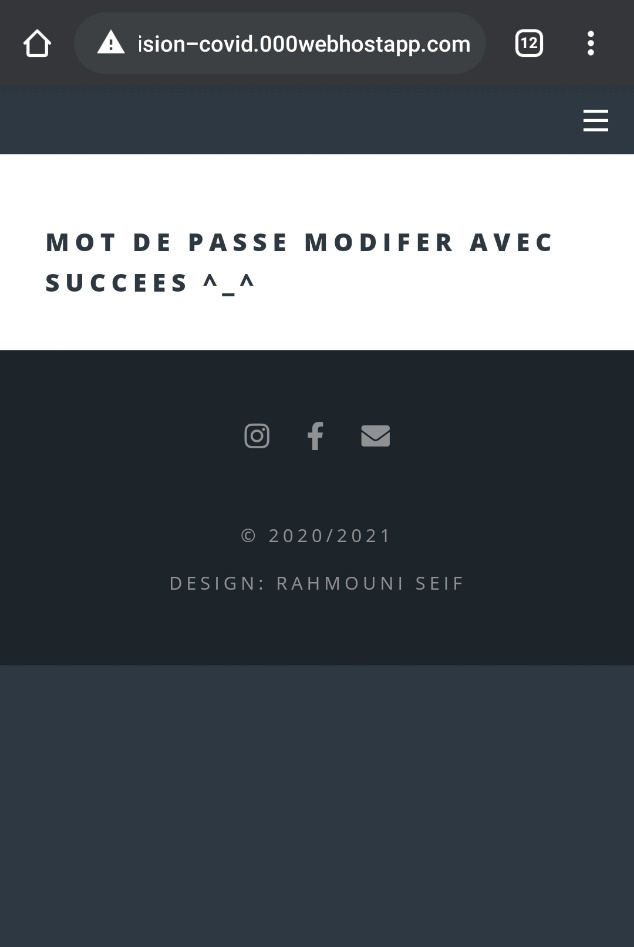 ision-covid.000webhostapp.com
12
MOT DE PASSE MODIFER AVEC
SUCCEES ^_^
© 2020/2021
DESIGN: RAHMOUNI SEIF